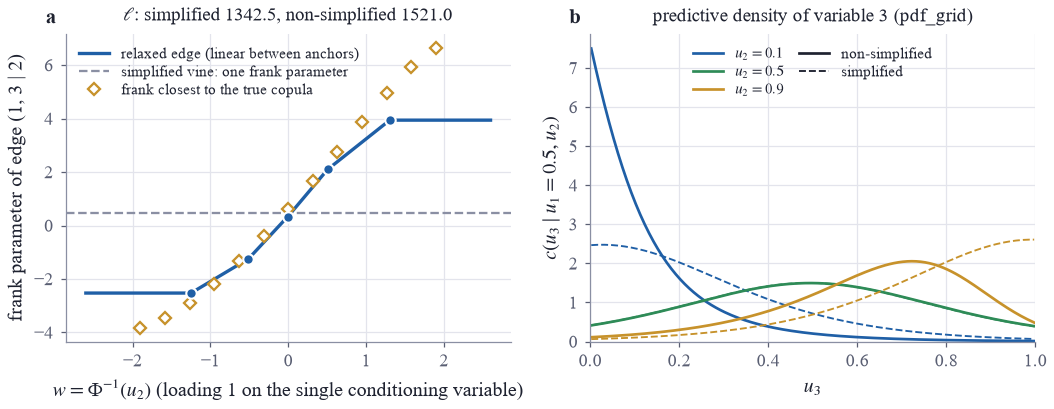 a
ℓ: simplified 1342.5, non-simplified 1521.0
relaxed edge (linear between anchors)
simplified vine: one frank parameter
frank closest to the true copula
frank parameter of edge (1, 3 | 2)
6
4
2
0
−2
−4
−2
−1
0
1
2
w = Φ⁻¹(u₂) (loading 1 on the single conditioning variable)
b
predictive density of variable 3 (pdf_grid)
u₂ = 0.1
u₂ = 0.5
u₂ = 0.9
non-simplified
simplified
c(u₃ | u₁ = 0.5, u₂)
7
6
5
4
3
2
1
0
0.0
0.2
0.4
0.6
0.8
1.0
u₃